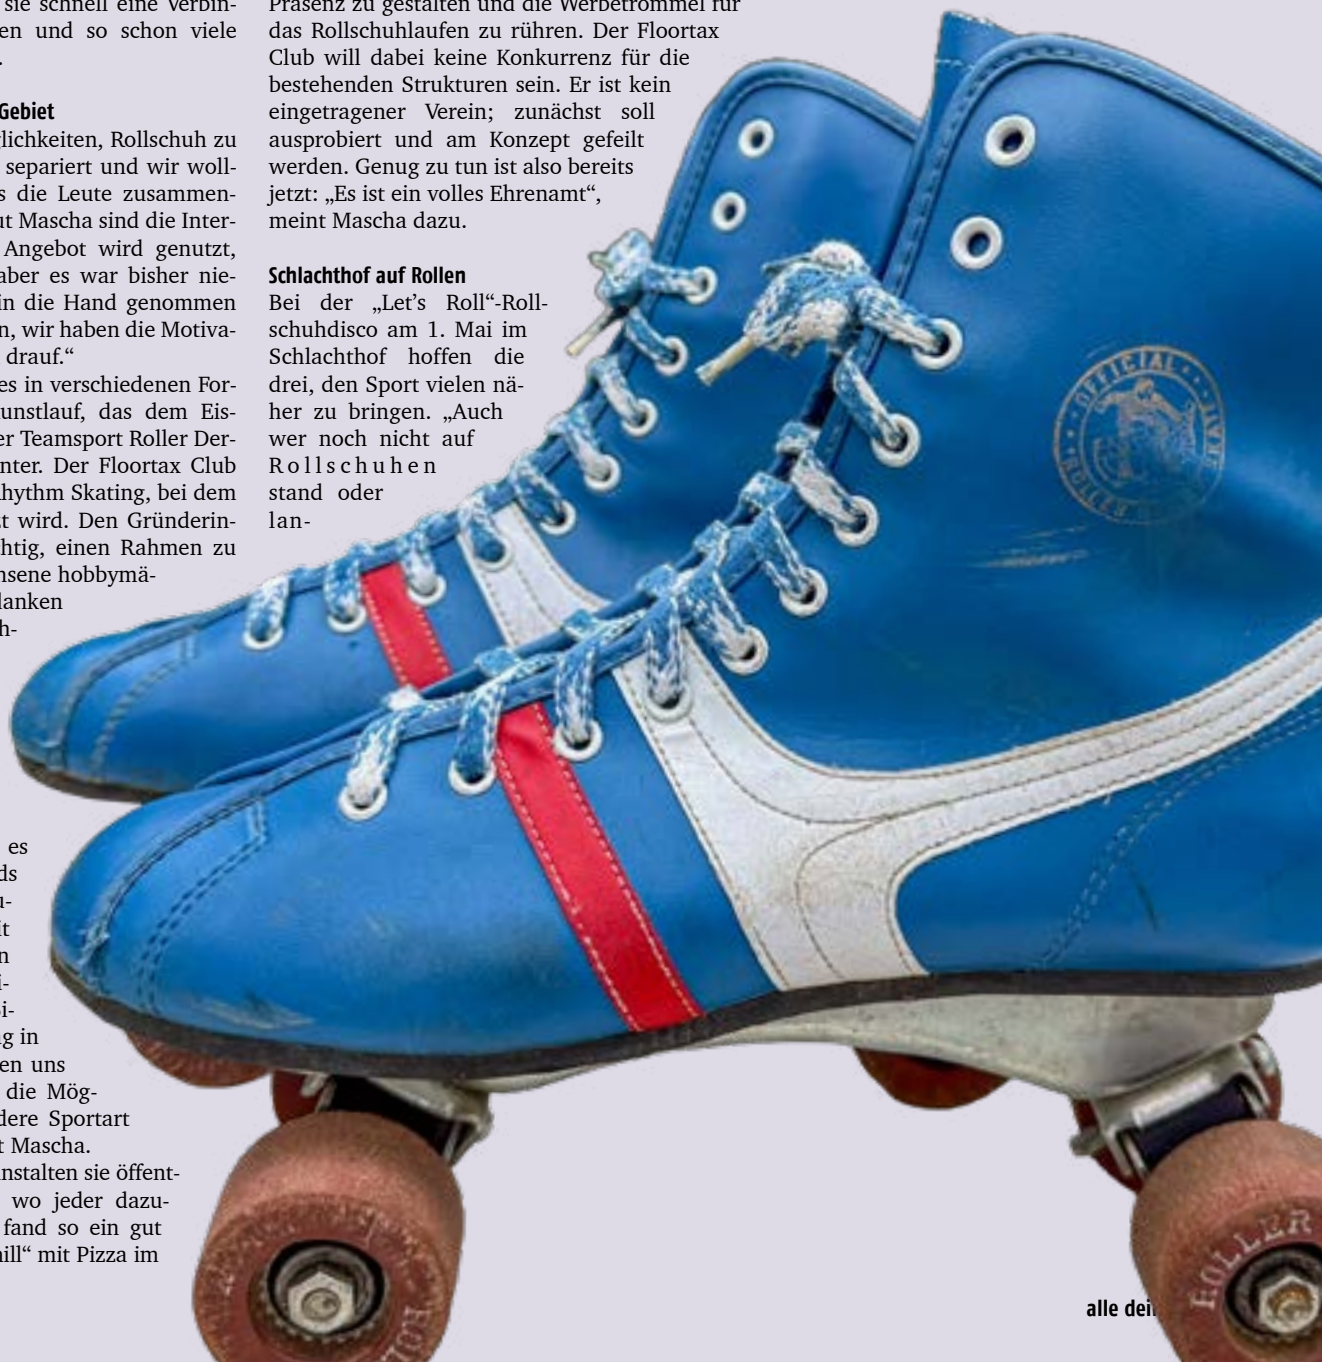 sie schnell eine Verbin-
en und so schon viele
.
Gebiet
lichkeiten, Rollschuh zu
separiert und wir woll-
s die Leute zusammen-
ut Mascha sind die Inter-
Angebot wird genutzt,
aber es war bisher nie-
in die Hand genommen
n, wir haben die Motiva-
drauf.“
es in verschiedenen For-
unstlauf, das dem Eis-
er Teamsport Roller Der-
nter. Der Floortax Club
hythm Skating, bei dem
t wird. Den Gründerin-
htig, einen Rahmen zu
nsene hobbymä-
lanken
h-
es
ds
u-
it
n
i-
i-
g in
en uns
die Mög-
dere Sportart
t Mascha.
nstalten sie öffent-
wo jeder dazu-
fand so ein gut
ill“ mit Pizza im
Präsenz zu gestalten und die Werbetrommel für
das Rollschuhlaufen zu rühren. Der Floortax
Club will dabei keine Konkurrenz für die
bestehenden Strukturen sein. Er ist kein
eingetragener Verein; zunächst soll
ausprobiert und am Konzept gefeilt
werden. Genug zu tun ist also bereits
jetzt: „Es ist ein volles Ehrenamt“,
meint Mascha dazu.
Schlachthof auf Rollen
Bei der „Let’s Roll“-Roll-
schuhdisco am 1. Mai im
Schlachthof hoffen die
drei, den Sport vielen nä-
her zu bringen. „Auch
wer noch nicht auf
Rollschuhen
stand oder
lan-
OFFICIAL
ROLLER
ROLLER
alle dei